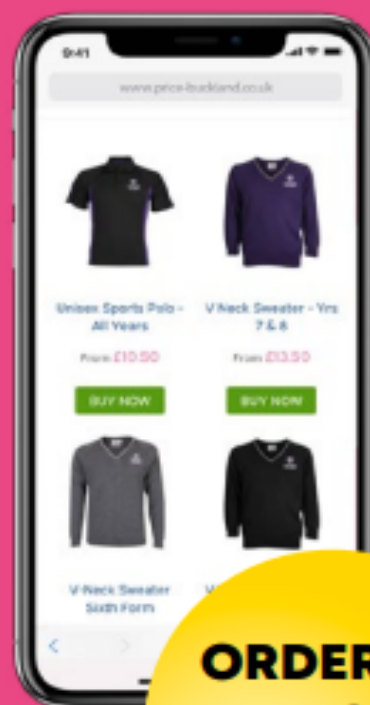 9:41
www.price-buckland.co.uk
Unisex Sports Polo -
All Years
From £10.50
BUY NOW
V Neck Sweater - Yrs
7 & 8
From £13.50
BUY NOW
V-Neck Sweater
Sixth Form
ORDER